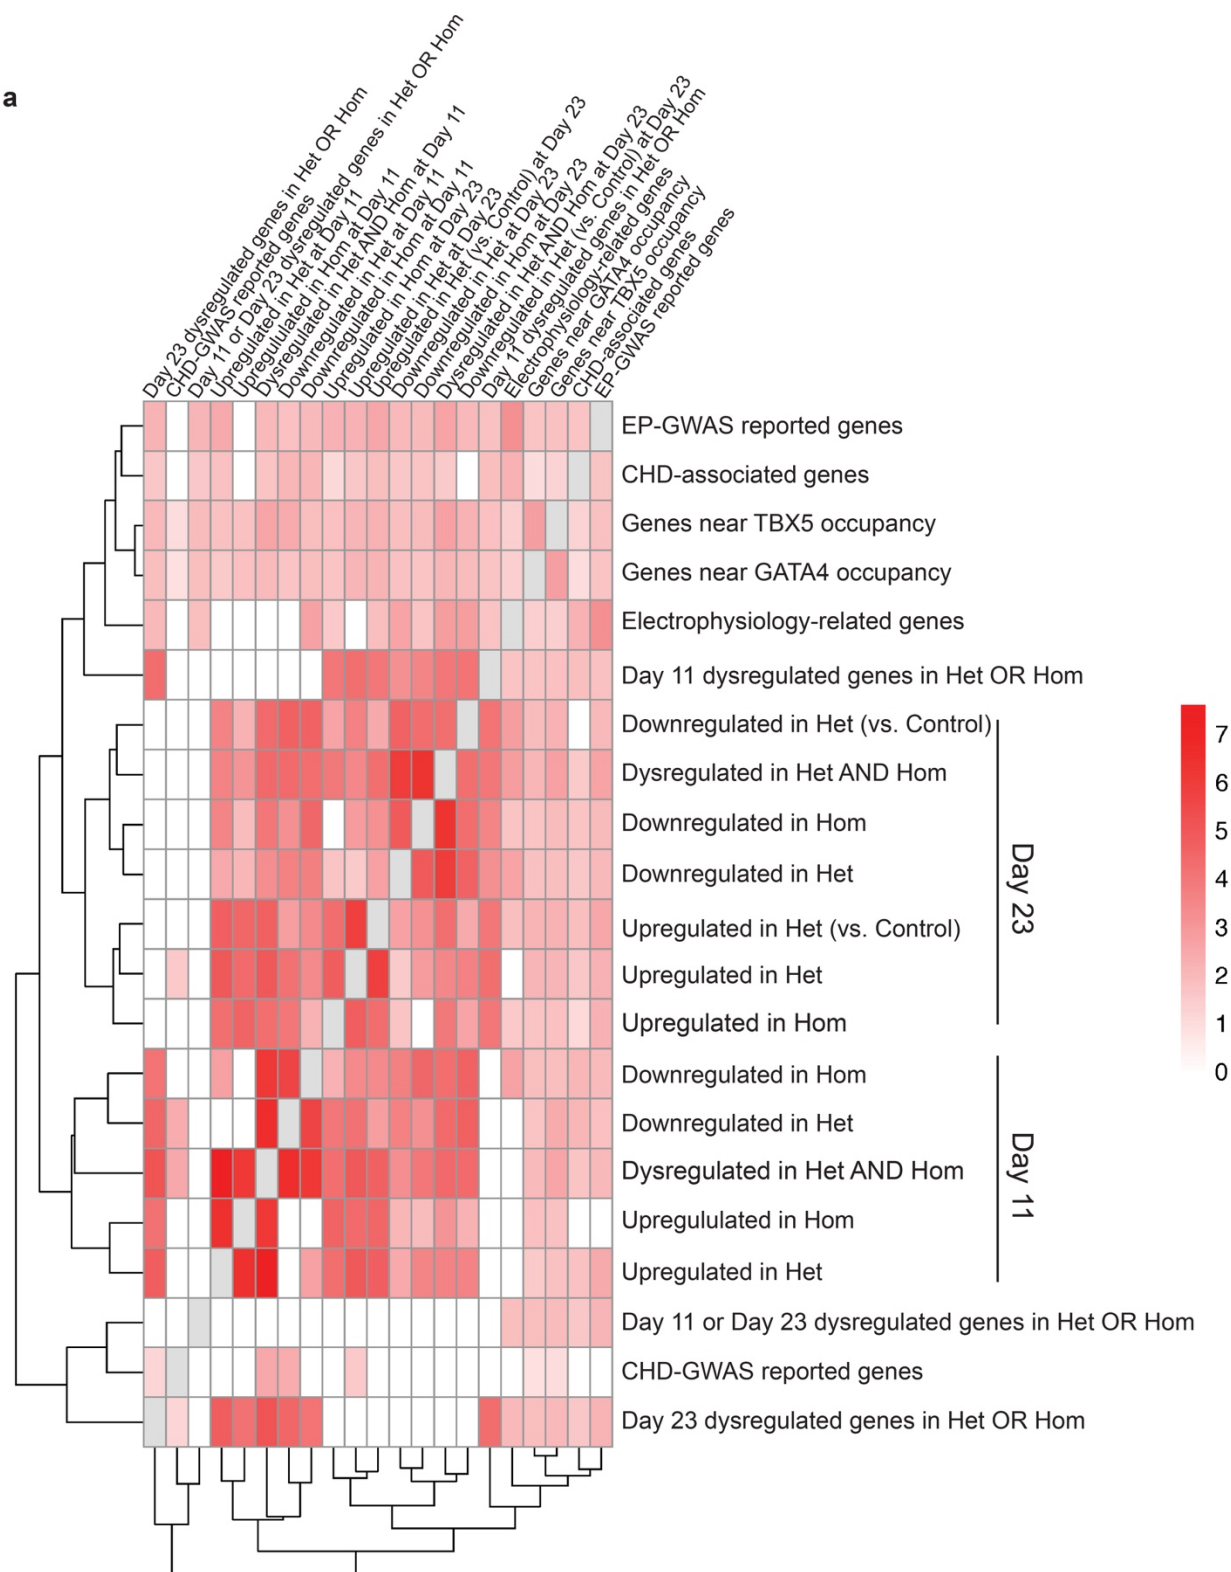 a
Day 23 dysregulated genes in Het OR Hom
CHD-GWAS reported genes
Day 11 or Day 23 dysregulated genes in Het OR Hom
Upregulated in Het at Day 11
Upregululated in Hom at Day 11
Dysregulated in Het AND Hom at Day 11
Downregulated in Het at Day 11
Downregulated in Hom at Day 11
Upregulated in Hom at Day 23
Upregulated in Het at Day 23
Upregulated in Het (vs. Control) at Day 23
Downregulated in Het at Day 23
Downregulated in Hom at Day 23
Dysregulated in Het AND Hom at Day 23
Downregulated in Het (vs. Control) at Day 23
Day 11 dysregulated genes in Het OR Hom
Electrophysiology-related genes
Genes near GATA4 occupancy
Genes near TBX5 occupancy
CHD-associated genes
EP-GWAS reported genes
EP-GWAS reported genes
CHD-associated genes
Genes near TBX5 occupancy
Genes near GATA4 occupancy
Electrophysiology-related genes
Day 11 dysregulated genes in Het OR Hom
Downregulated in Het (vs. Control)
Dysregulated in Het AND Hom
Downregulated in Hom
Downregulated in Het
Upregulated in Het (vs. Control)
Upregulated in Het
Upregulated in Hom
Day 23
Downregulated in Hom
Downregulated in Het
Dysregulated in Het AND Hom
Upregululated in Hom
Upregulated in Het
Day 11
Day 11 or Day 23 dysregulated genes in Het OR Hom
CHD-GWAS reported genes
Day 23 dysregulated genes in Het OR Hom
7
6
5
4
3
2
1
0